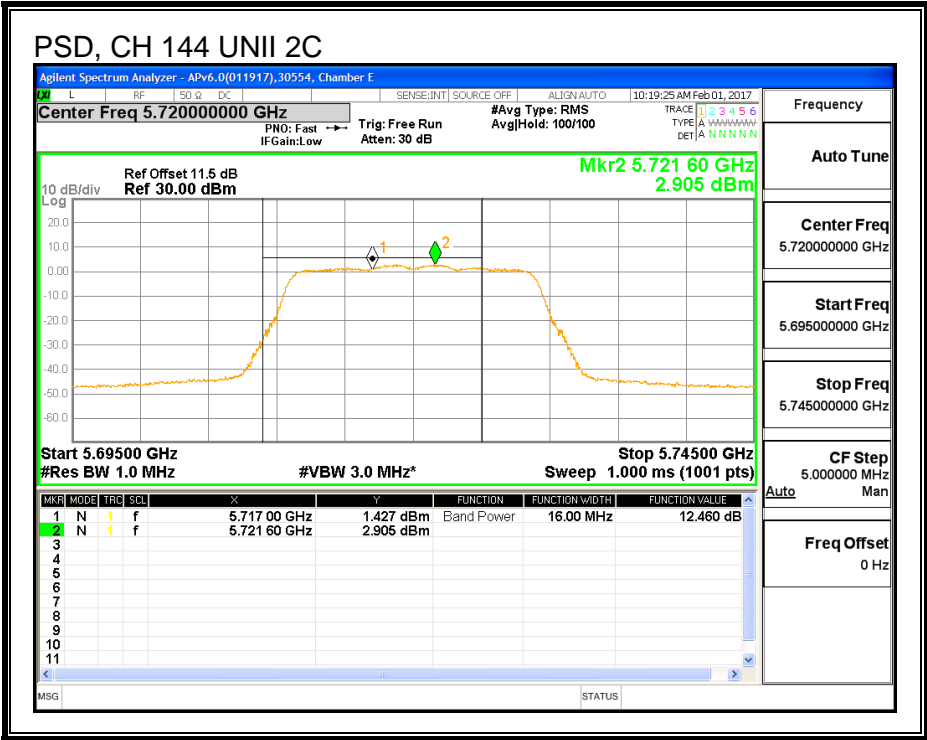 PSD, CH 144 UNII 2C
Agilent Spectrum Analyzer - APv6.0(011917),30554, Chamber E
LXI L RF 50 Ω DC SENSE:INT SOURCE OFF ALIGN AUTO 10:19:25 AM Feb 01, 2017
Center Freq 5.720000000 GHz
#Avg Type: RMS
TRACE 1 2 3 4 5 6
PNO: Fast
Trig: Free Run
Avg|Hold: 100/100
TYPE A WWWWW
IFGain:Low
Atten: 30 dB
DET A N N N N N
Mkr2 5.721 60 GHz
2.905 dBm
Ref Offset 11.5 dB
10 dB/div Ref 30.00 dBm
Log
20.0
10.0
0.00
-10.0
-20.0
-30.0
-40.0
-50.0
-60.0
1
2
Start 5.69500 GHz Stop 5.74500 GHz
#Res BW 1.0 MHz #VBW 3.0 MHz* Sweep 1.000 ms (1001 pts)
MKR MODE TRC SCL X Y FUNCTION FUNCTION WIDTH FUNCTION VALUE
1 N 1 f 5.717 00 GHz 1.427 dBm Band Power 16.00 MHz 12.460 dB
2 N 1 f 5.721 60 GHz 2.905 dBm
3
4
5
6
7
8
9
10
11
MSG STATUS
Frequency
Auto Tune
Center Freq
5.720000000 GHz
Start Freq
5.695000000 GHz
Stop Freq
5.745000000 GHz
CF Step
5.000000 MHz
Auto Man
Freq Offset
0 Hz